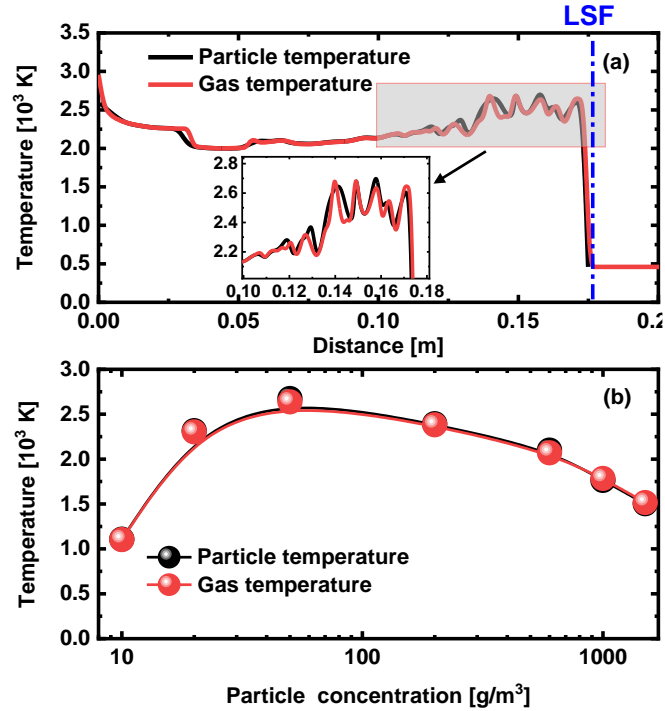 LSF
3.5
3.0
2.5
2.0
1.5
1.0
0.5
0.0
Temperature [10³ K]
Particle temperature
Gas temperature
(a)
2.8
2.6
2.4
2.2
0.10 0.12 0.14 0.16 0.18
0.00 0.05 0.10 0.15 0.2
Distance [m]
3.0
2.5
2.0
1.5
1.0
0.5
0.0
Temperature [10³ K]
(b)
Particle temperature
Gas temperature
10 100 1000
Particle concentration [g/m³]